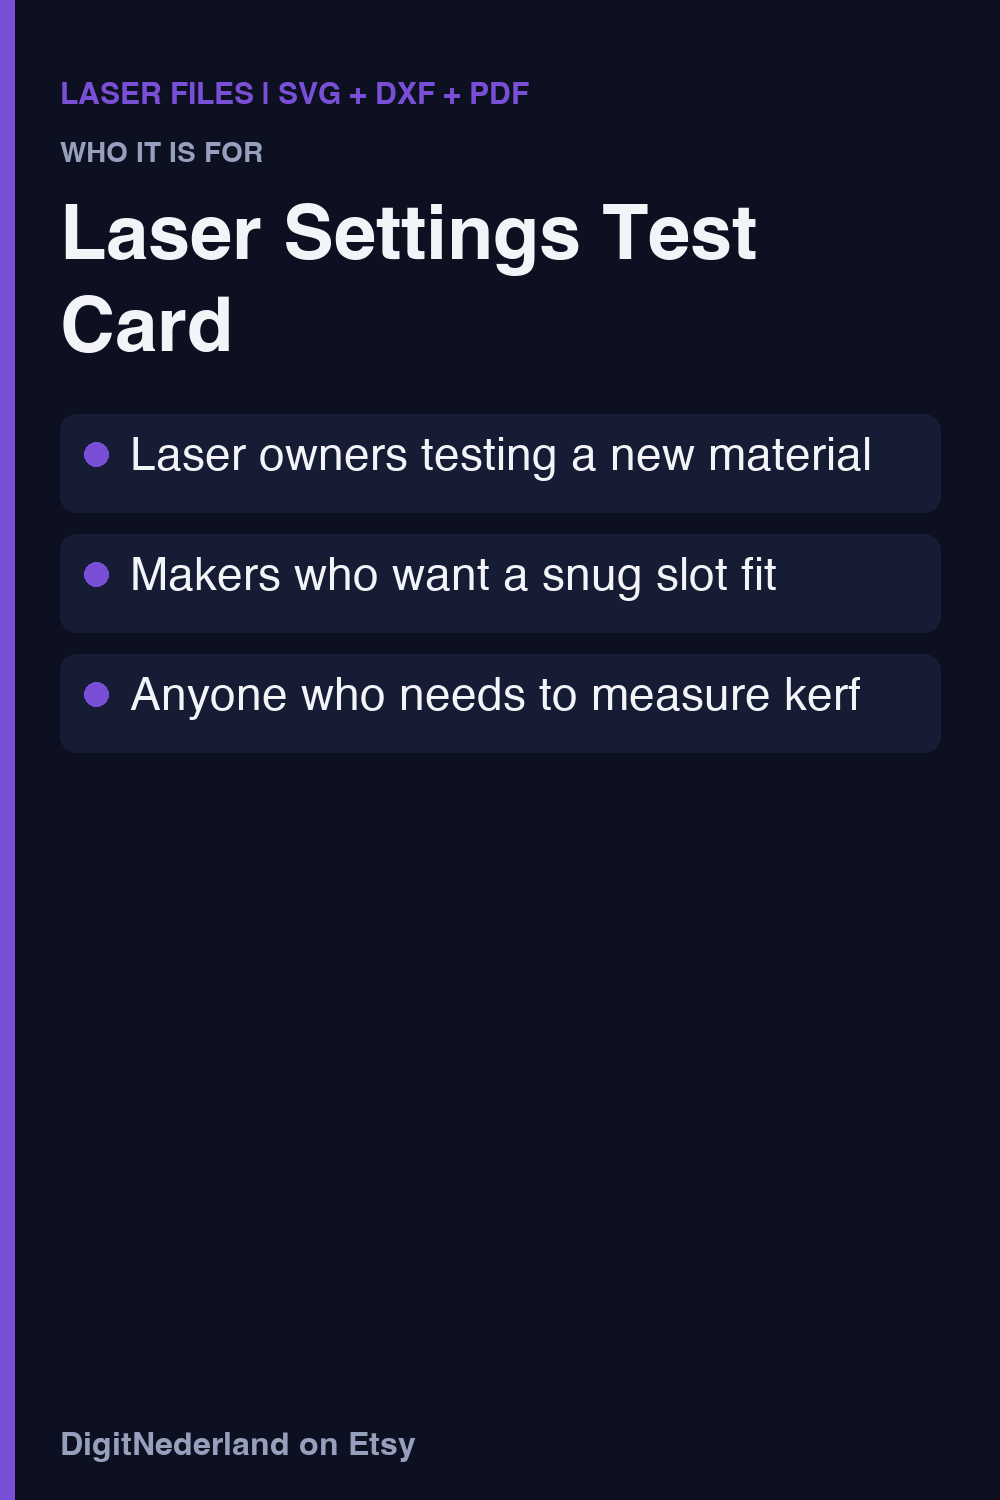 LASER FILES | SVG + DXF + PDF
WHO IT IS FOR
Laser Settings Test
Card
Laser owners testing a new material
Makers who want a snug slot fit
Anyone who needs to measure kerf
DigitNederland on Etsy